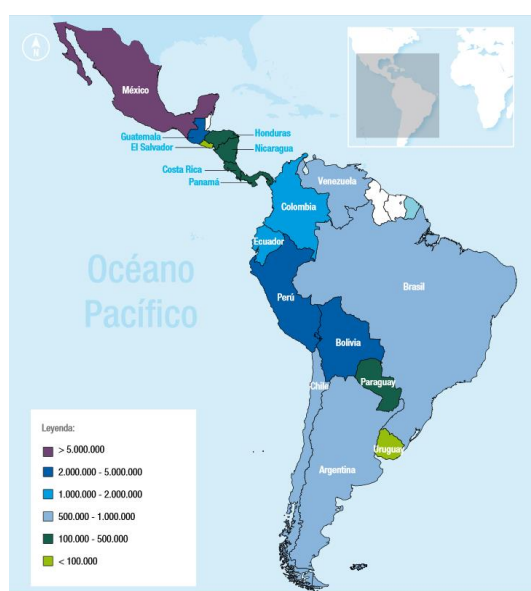 N
México
Guatemala
Honduras
El Salvador
Nicaragua
Costa Rica
Panamá
Venezuela
Colombia
Ecuador
Océano
Pacífico
Perú
Brasil
Bolivia
Paraguay
Chile
Uruguay
Argentina
Leyenda:
> 5.000.000
2.000.000 - 5.000.000
1.000.000 - 2.000.000
500.000 - 1.000.000
100.000 - 500.000
< 100.000